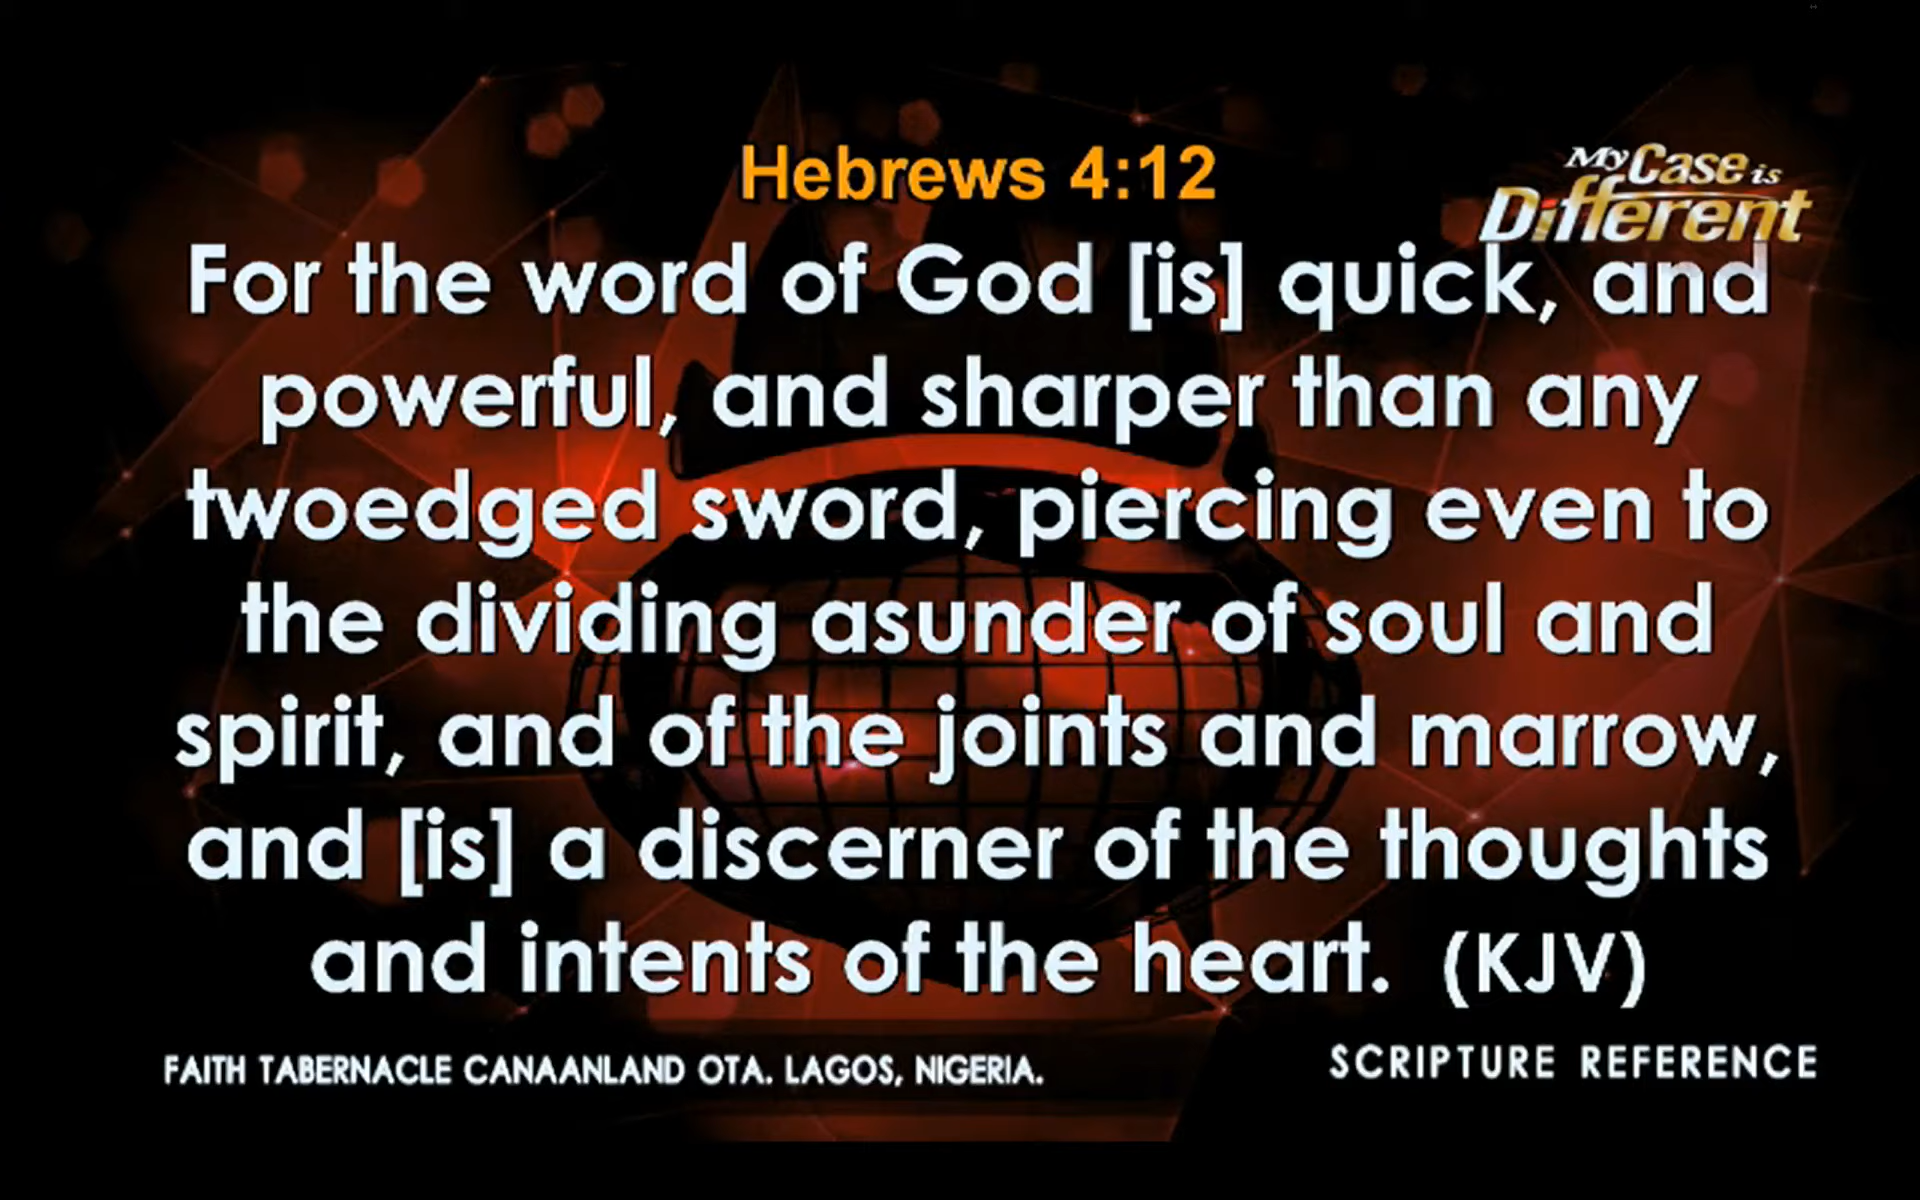 Hebrews 4:12
My Case is
Different
For the word of God [is] quick, and
powerful, and sharper than any
twoedged sword, piercing even to
the dividing asunder of soul and
spirit, and of the joints and marrow,
and [is] a discerner of the thoughts
and intents of the heart. (KJV)
FAITH TABERNACLE CANAANLAND OTA. LAGOS, NIGERIA.
SCRIPTURE REFERENCE